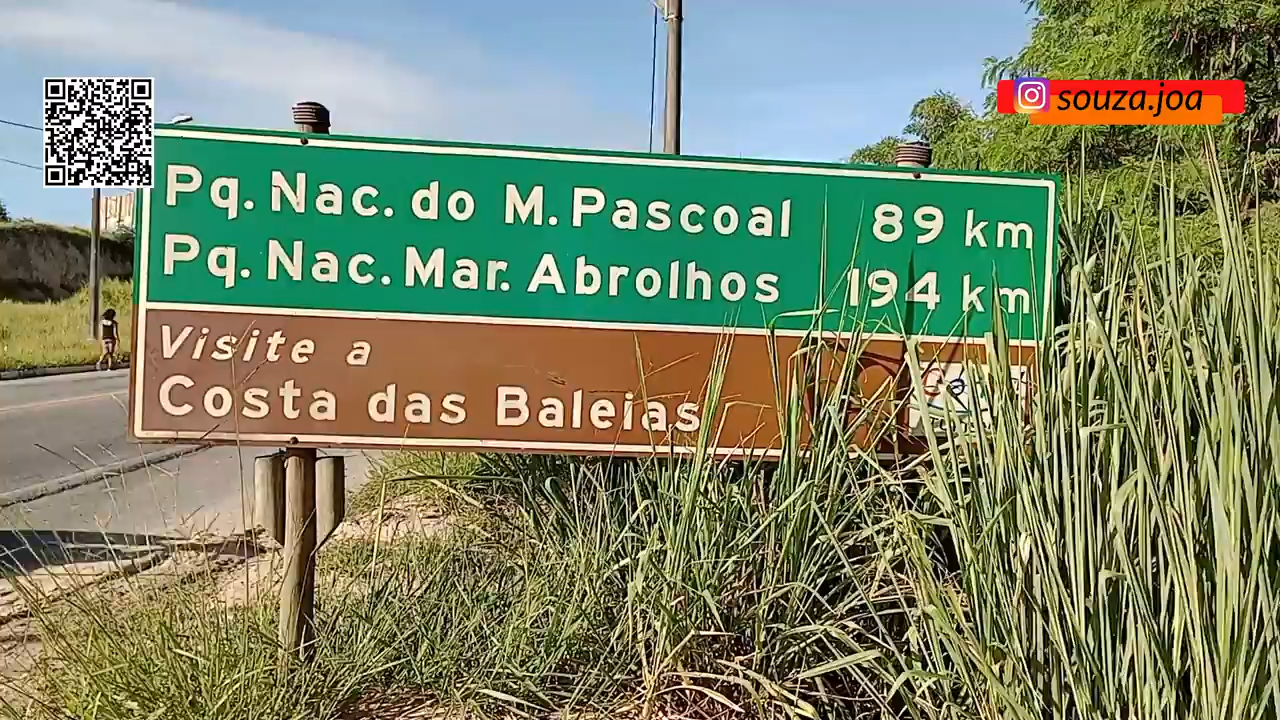 souza.joa
Pq. Nac. do M. Pascoal 89 km
Pq. Nac. Mar. Abrolhos 194 km
Visite a
Costa das Baleias